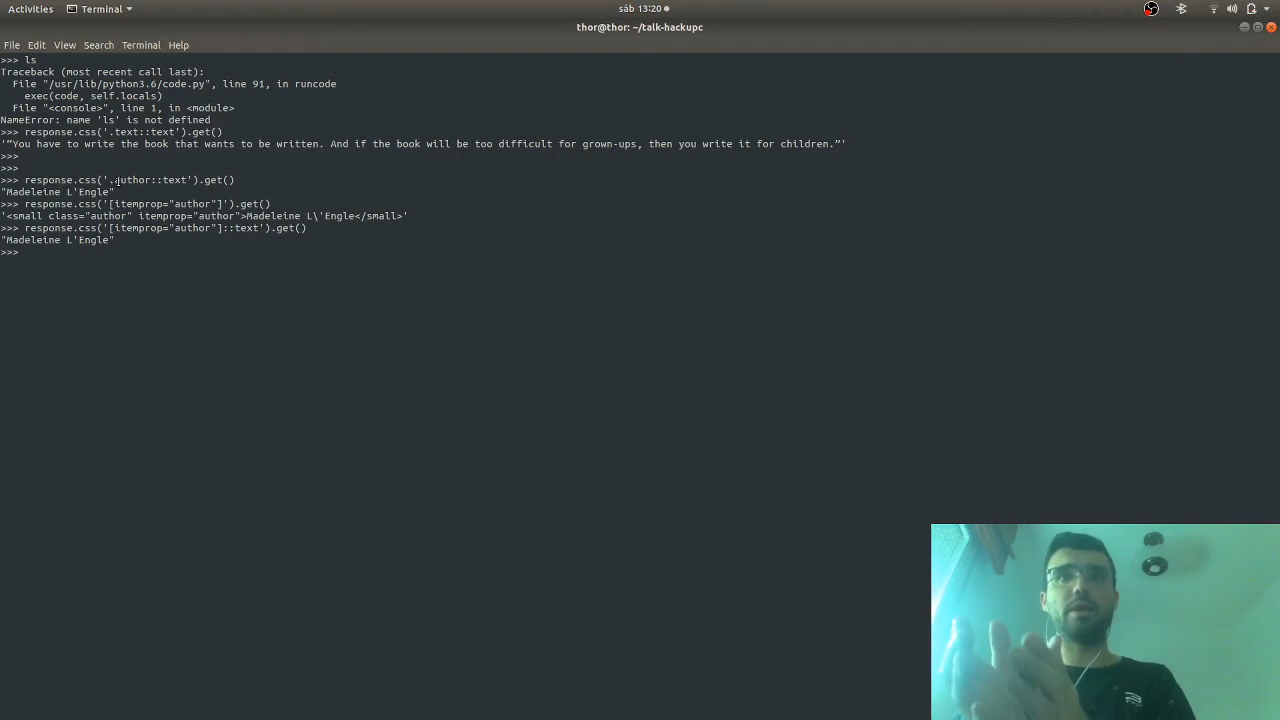 Activities
Terminal
sáb 13:20
thor@thor: ~/talk-hackupc
File Edit View Search Terminal Help
>>> ls
Traceback (most recent call last):
  File "/usr/lib/python3.6/code.py", line 91, in runcode
    exec(code, self.locals)
  File "<console>", line 1, in <module>
NameError: name 'ls' is not defined
>>> response.css('.text::text').get()
'“You have to write the book that wants to be written. And if the book will be too difficult for grown-ups, then you write it for children.”'
>>>
>>>
>>> response.css('.author::text').get()
"Madeleine L'Engle"
>>> response.css('[itemprop="author"]').get()
'<small class="author" itemprop="author">Madeleine L\'Engle</small>'
>>> response.css('[itemprop="author"]::text').get()
"Madeleine L'Engle"
>>>